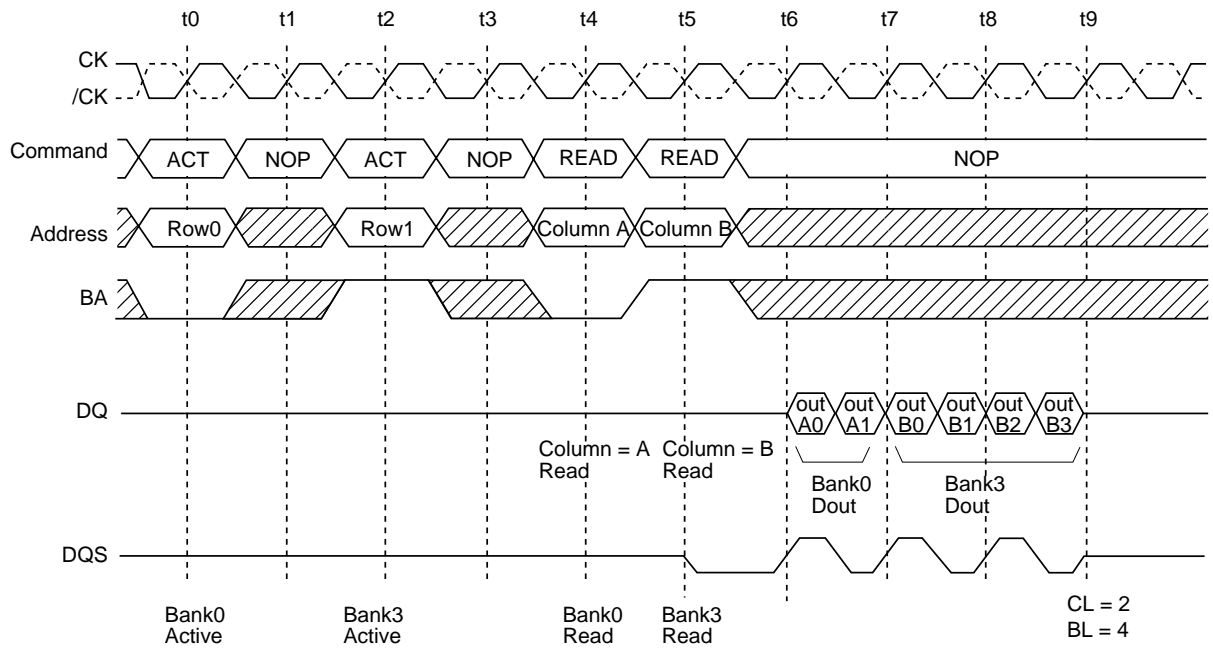 t0 t1 t2 t3 t4 t5 t6 t7 t8 t9
CK
/CK
Command ACT NOP ACT NOP READ READ NOP
Address Row0 Row1 Column A Column B
BA
DQ out A0 out A1 out B0 out B1 out B2 out B3
Column = A Read
Column = B Read
Bank0 Dout
Bank3 Dout
DQS
Bank0 Active
Bank3 Active
Bank0 Read
Bank3 Read
CL = 2
BL = 4